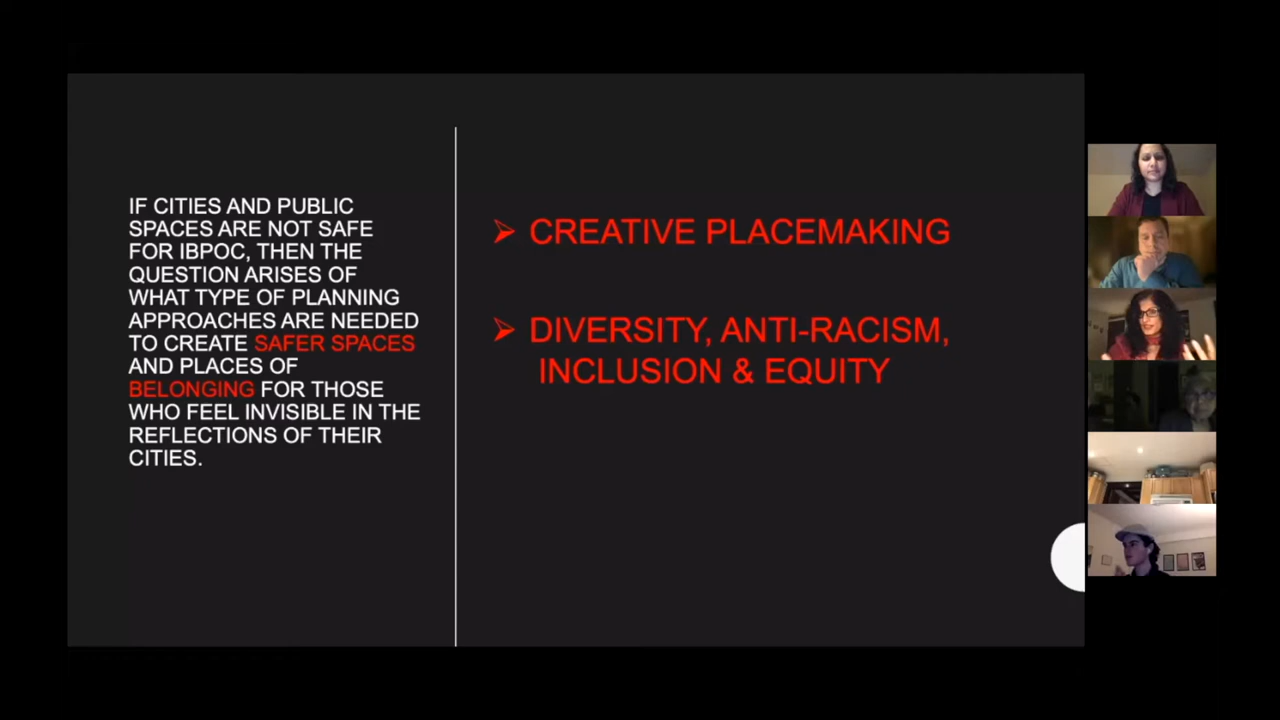 IF CITIES AND PUBLIC
SPACES ARE NOT SAFE
FOR IBPOC, THEN THE
QUESTION ARISES OF
WHAT TYPE OF PLANNING
APPROACHES ARE NEEDED
TO CREATE SAFER SPACES
AND PLACES OF
BELONGING FOR THOSE
WHO FEEL INVISIBLE IN THE
REFLECTIONS OF THEIR
CITIES.
➢ CREATIVE PLACEMAKING
➢ DIVERSITY, ANTI-RACISM,
INCLUSION & EQUITY